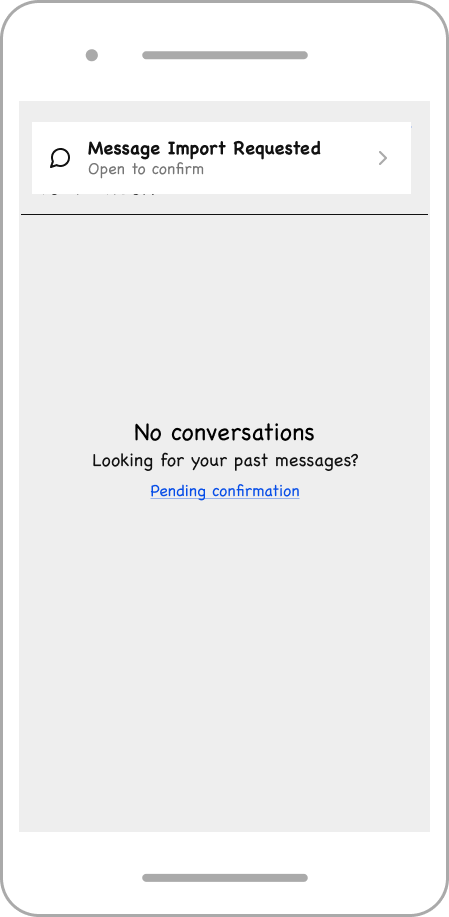 Message Import Requested
Open to confirm
No conversations
Looking for your past messages?
Pending confirmation